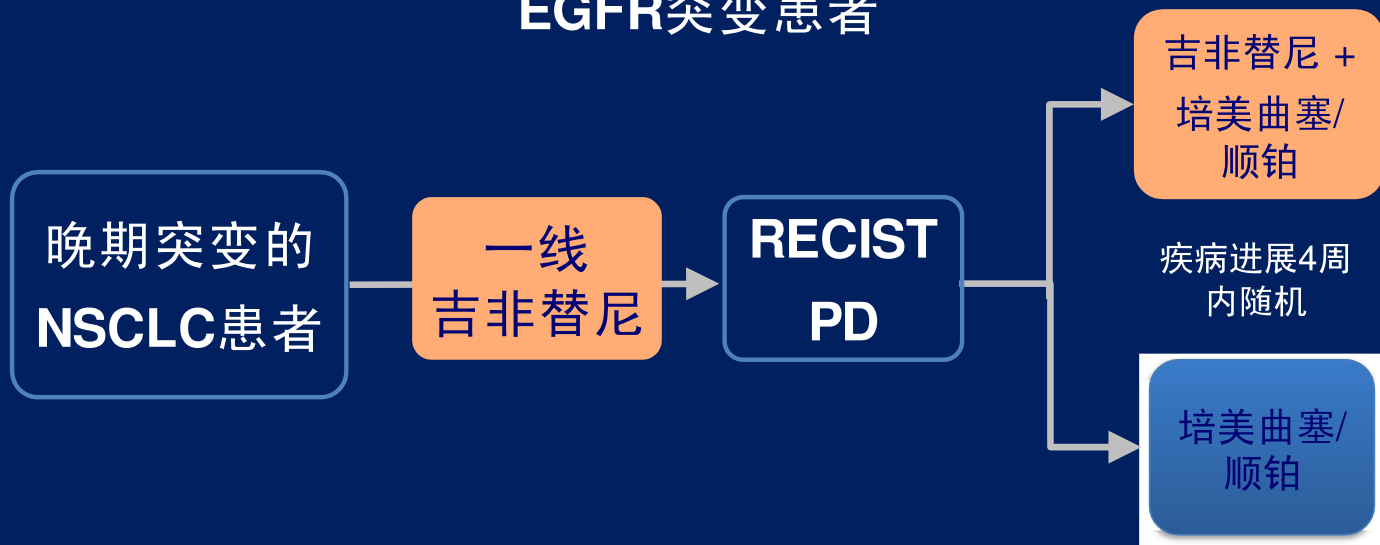 EGFR突变患者
吉非替尼 +
培美曲塞/
顺铂
晚期突变的
NSCLC患者
一线
吉非替尼
RECIST
PD
疾病进展4周
内随机
培美曲塞/
顺铂